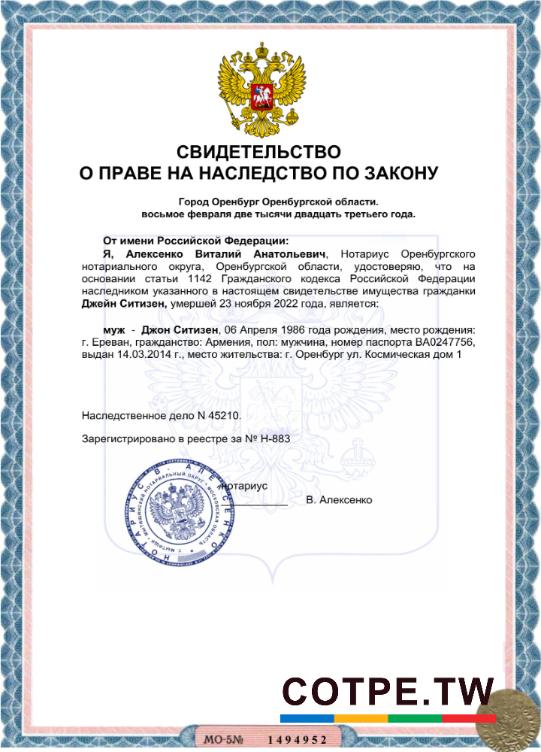 СВИДЕТЕЛЬСТВО
О ПРАВЕ НА НАСЛЕДСТВО ПО ЗАКОНУ
Город Оренбург Оренбургской области.
восьмое февраля две тысячи двадцать третьего года.
От имени Российской Федерации:
Я, Алексенко Виталий Анатольевич, Нотариус Оренбургского
нотариального округа, Оренбургской области, удостоверяю, что на
основании статьи 1142 Гражданского кодекса Российской Федерации
наследником указанного в настоящем свидетельстве имущества гражданки
Джейн Ситизен, умершей 23 ноября 2022 года, является:
муж - Джон Ситизен, 06 Апреля 1986 года рождения, место рождения:
г. Ереван, гражданство: Армения, пол: мужчина, номер паспорта BA0247756,
выдан 14.03.2014 г., место жительства: г. Оренбург ул. Космическая дом 1
Наследственное дело N 45210.
Зарегистрировано в реестре за № Н-883
нотариус
В. Алексенко
НОТАРИУС В. АЛЕКСЕНКО
COTPE.TW
МО-5№ 1494952